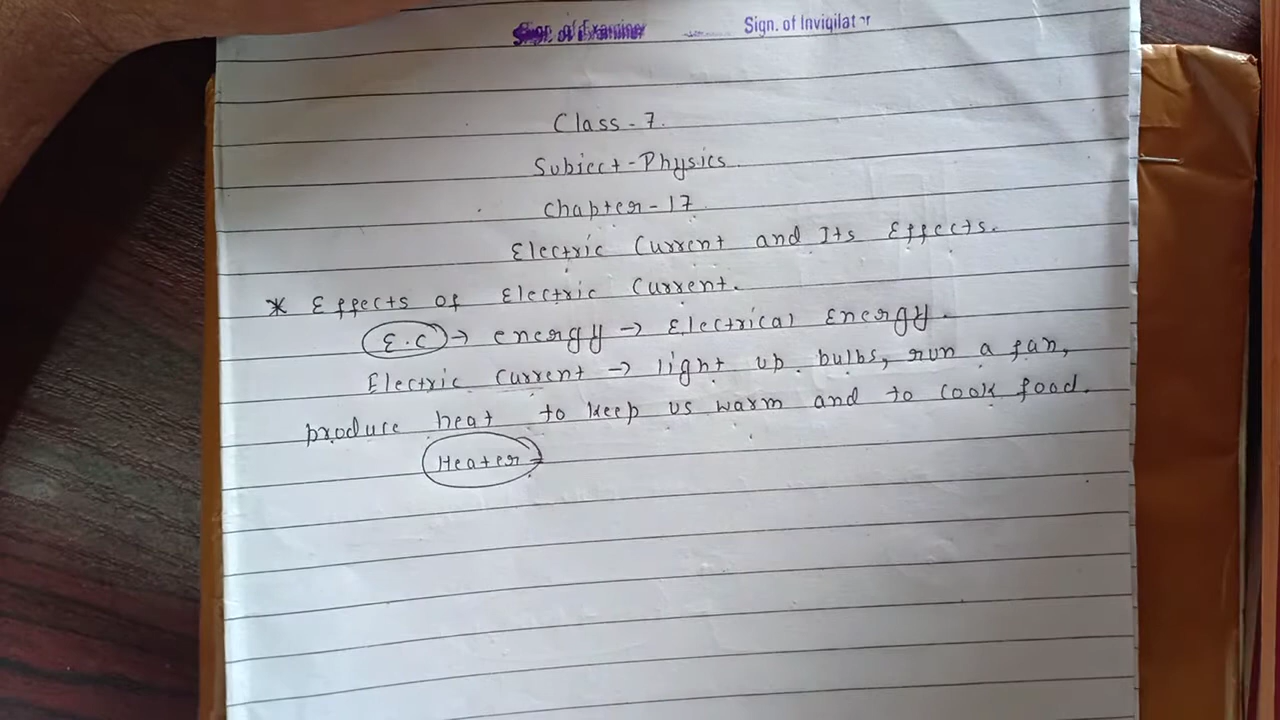 Sign. of Examiner Sign. of Invigilator
Class - 7.
Subject - Physics.
Chapter - 17
Electric Current and Its Effects.
* Effects of Electric Current.
E.C → energy → Electrical energy.
Electric Current → light up bulbs, run a fan,
produce heat to keep us warm and to cook food.
Heater →